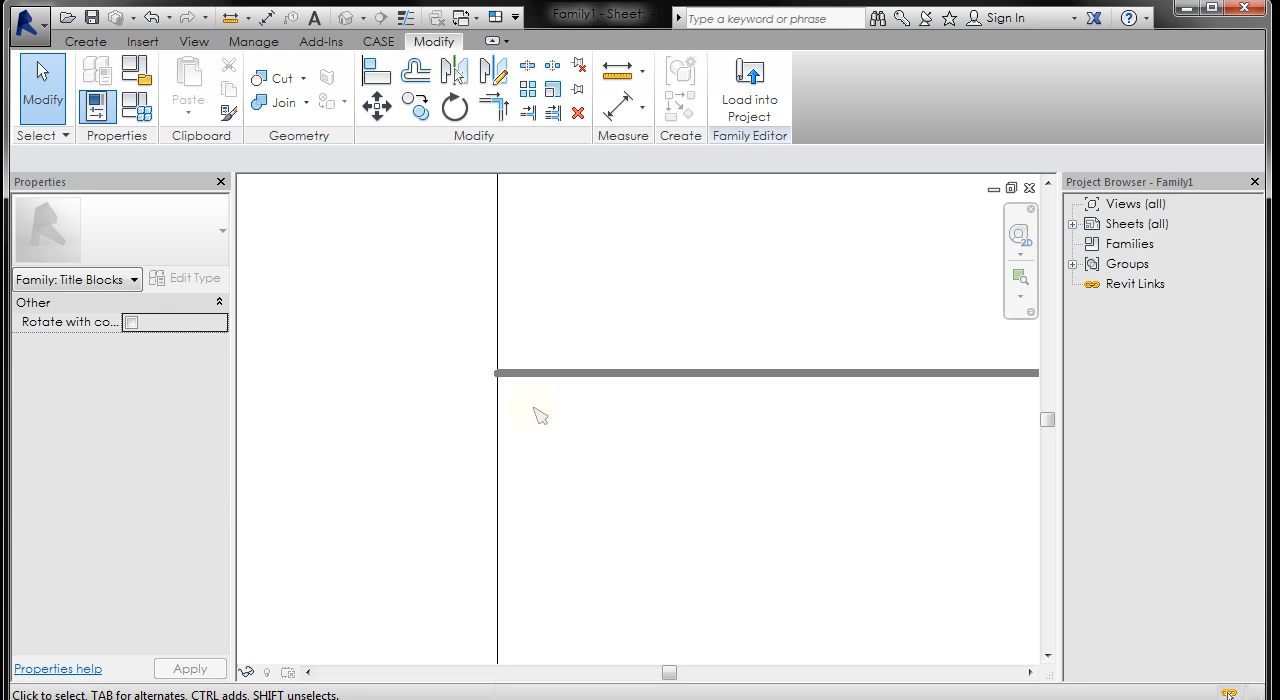 Family1 - Sheet: -
Type a keyword or phrase
Sign In
Create Insert View Manage Add-Ins CASE Modify
Modify
Paste
Cut
Join
Load into
Project
Select Properties Clipboard Geometry Modify Measure Create Family Editor
Properties
Family: Title Blocks
Edit Type
Other
Rotate with co...
Properties help
Apply
2D
Project Browser - Family1
Views (all)
Sheets (all)
Families
Groups
Revit Links
Click to select, TAB for alternates, CTRL adds, SHIFT unselects.